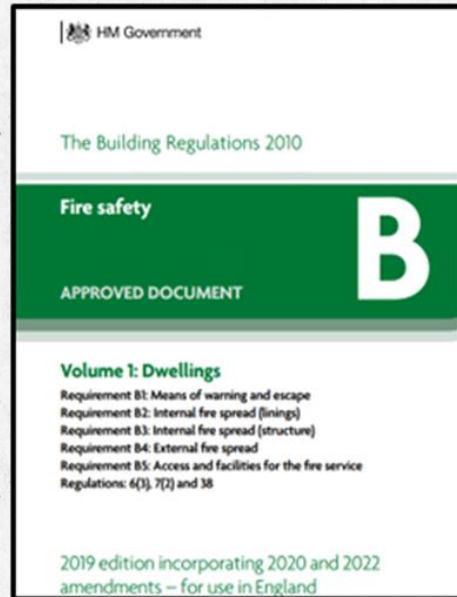 HM Government
The Building Regulations 2010
Fire safety
B
APPROVED DOCUMENT
Volume 1: Dwellings
Requirement B1: Means of warning and escape
Requirement B2: Internal fire spread (linings)
Requirement B3: Internal fire spread (structure)
Requirement B4: External fire spread
Requirement B5: Access and facilities for the fire service
Regulations: 6(3), 7(2) and 38
2019 edition incorporating 2020 and 2022
amendments – for use in England